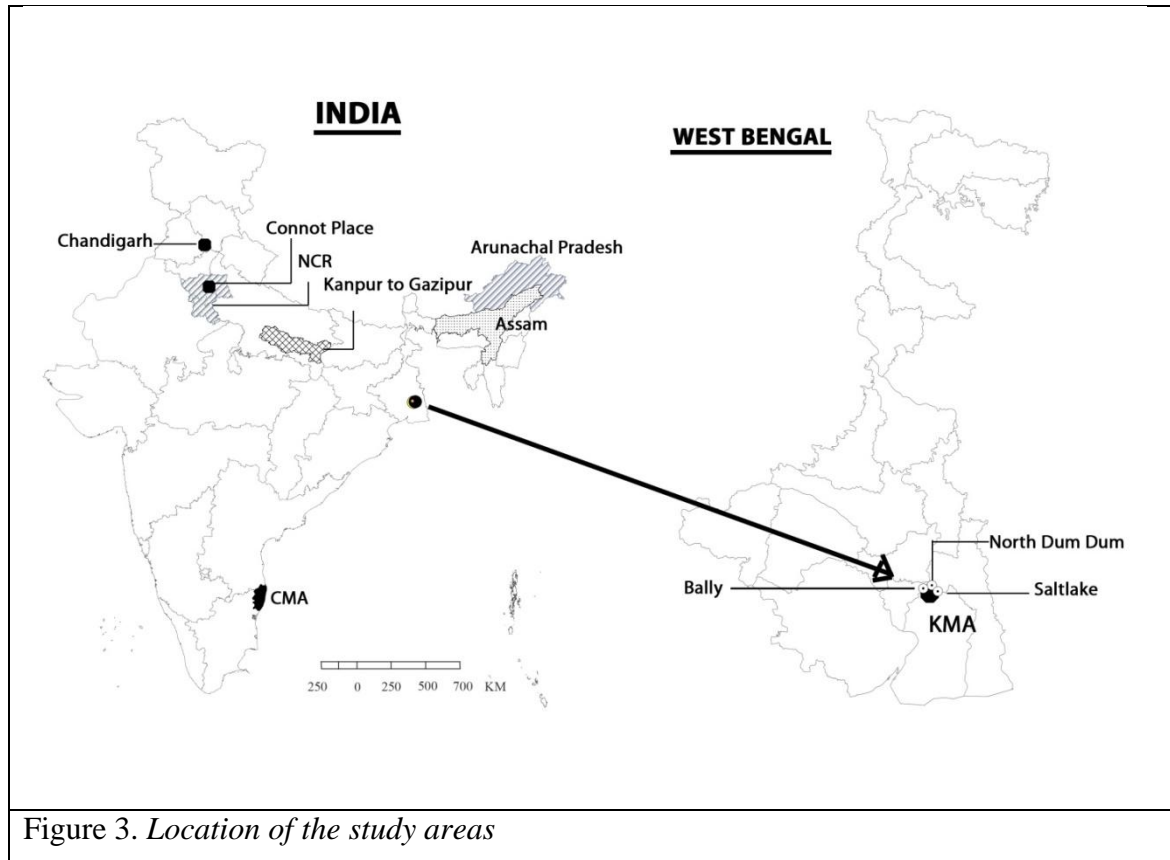 INDIA
WEST BENGAL
Connot Place
Chandigarh
NCR
Arunachal Pradesh
Kanpur to Gazipur
Assam
North Dum Dum
Bally
Saltlake
CMA
KMA
250 0 250 500 700 KM
Figure 3. Location of the study areas